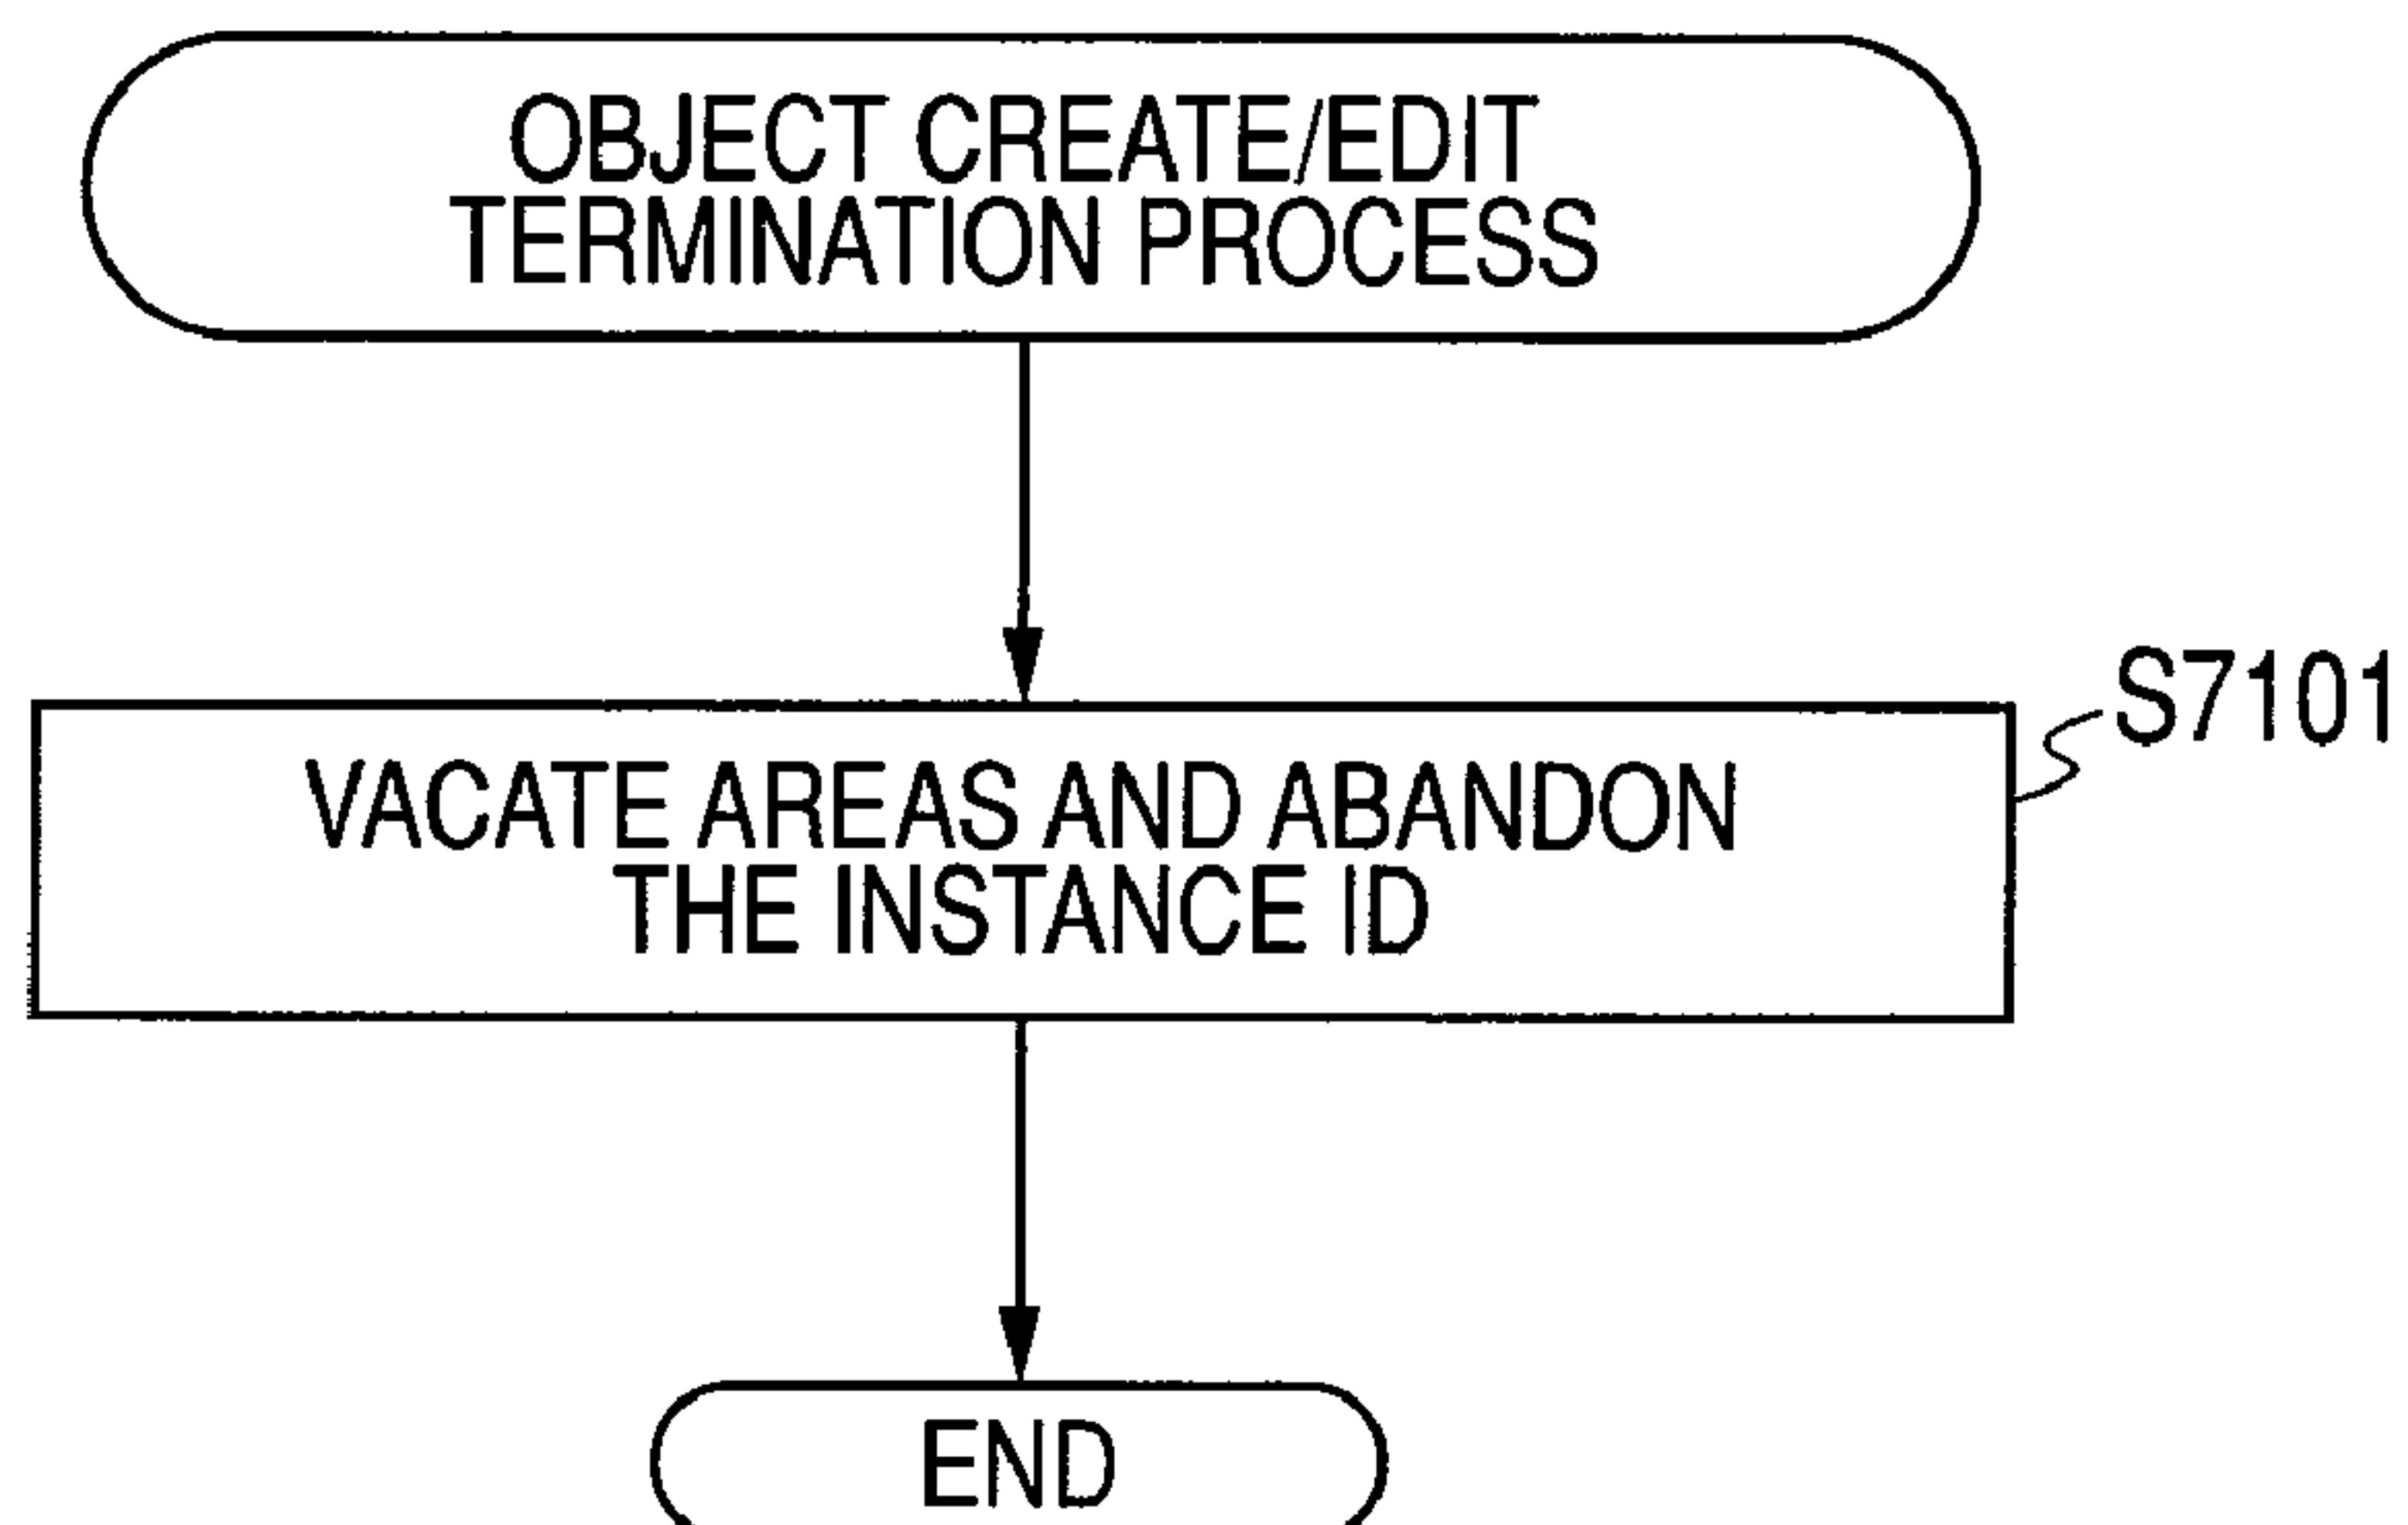 OBJECT CREATE/EDIT
TERMINATION PROCESS
S7101
VACATE AREAS AND ABANDON
THE INSTANCE ID
END